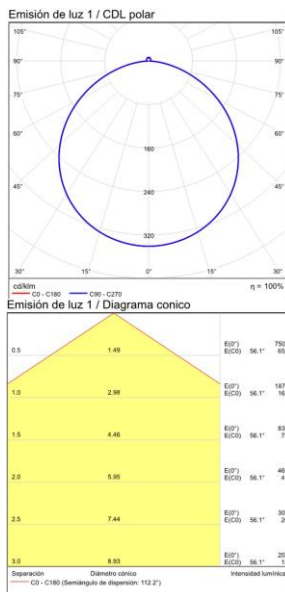 Emisión de luz 1 / CDL polar
105° 105°
90° 90°
75° 75°
60° 60°
160
45° 45°
240
320
30° 15° 0° 15° 30°
cd/klm η = 100%
C0 - C180 C90 - C270
Emisión de luz 1 / Diagrama conico
0.5 1.49 E(0°) 750
E(C0) 56.1° 65
1.0 2.98 E(0°) 187
E(C0) 56.1° 16
1.5 4.46 E(0°) 83
E(C0) 56.1° 7
2.0 5.95 E(0°) 46
E(C0) 56.1° 4
2.5 7.44 E(0°) 30
E(C0) 56.1° 2
3.0 8.93 E(0°) 20
E(C0) 56.1° 1
Separación Diámetro cónico Intensidad lumínica
C0 - C180 (Semiángulo de dispersión: 112.2°)